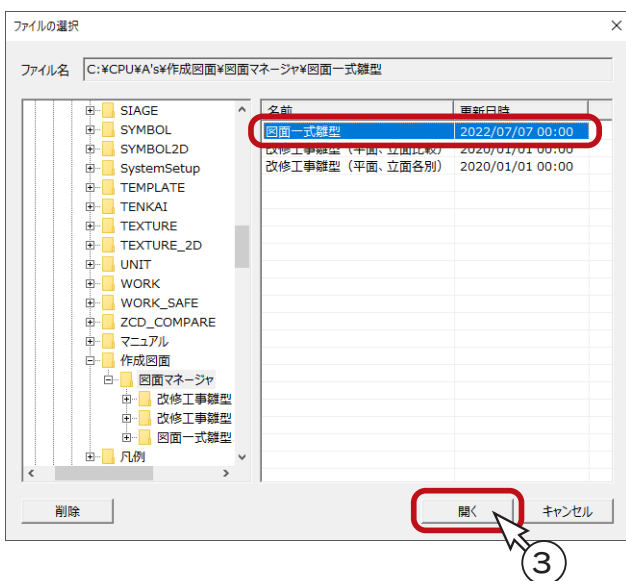 ファイルの選択
ファイル名 C:¥CPU¥A's¥作成図面¥図面マネージャ¥図面一式雛型
SIAGE
SYMBOL
SYMBOL2D
SystemSetup
TEMPLATE
TENKAI
TEXTURE
TEXTURE_2D
UNIT
WORK
WORK_SAFE
ZCD_COMPARE
マニュアル
作成図面
図面マネージャ
改修工事雛型
改修工事雛型
図面一式雛型
凡例
名前 更新日時
図面一式雛型 2022/07/07 00:00
改修工事雛型（平面、立面比較） 2020/01/01 00:00
改修工事雛型（平面、立面各別） 2020/01/01 00:00
削除 開く キャンセル
3